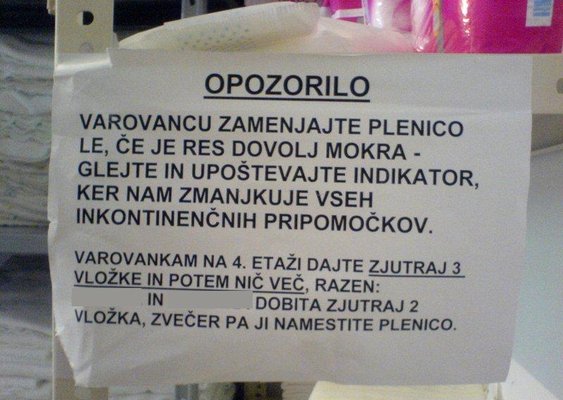 OPOZORILO
VAROVANCU ZAMENJAJTE PLENICO
LE, ČE JE RES DOVOLJ MOKRA -
GLEJTE IN UPOŠTEVAJTE INDIKATOR,
KER NAM ZMANJKUJE VSEH
INKONTINENČNIH PRIPOMOČKOV.
VAROVANKAM NA 4. ETAŽI DAJTE ZJUTRAJ 3
VLOŽKE IN POTEM NIČ VEČ, RAZEN:
IN DOBITA ZJUTRAJ 2
VLOŽKA, ZVEČER PA JI NAMESTITE PLENICO.